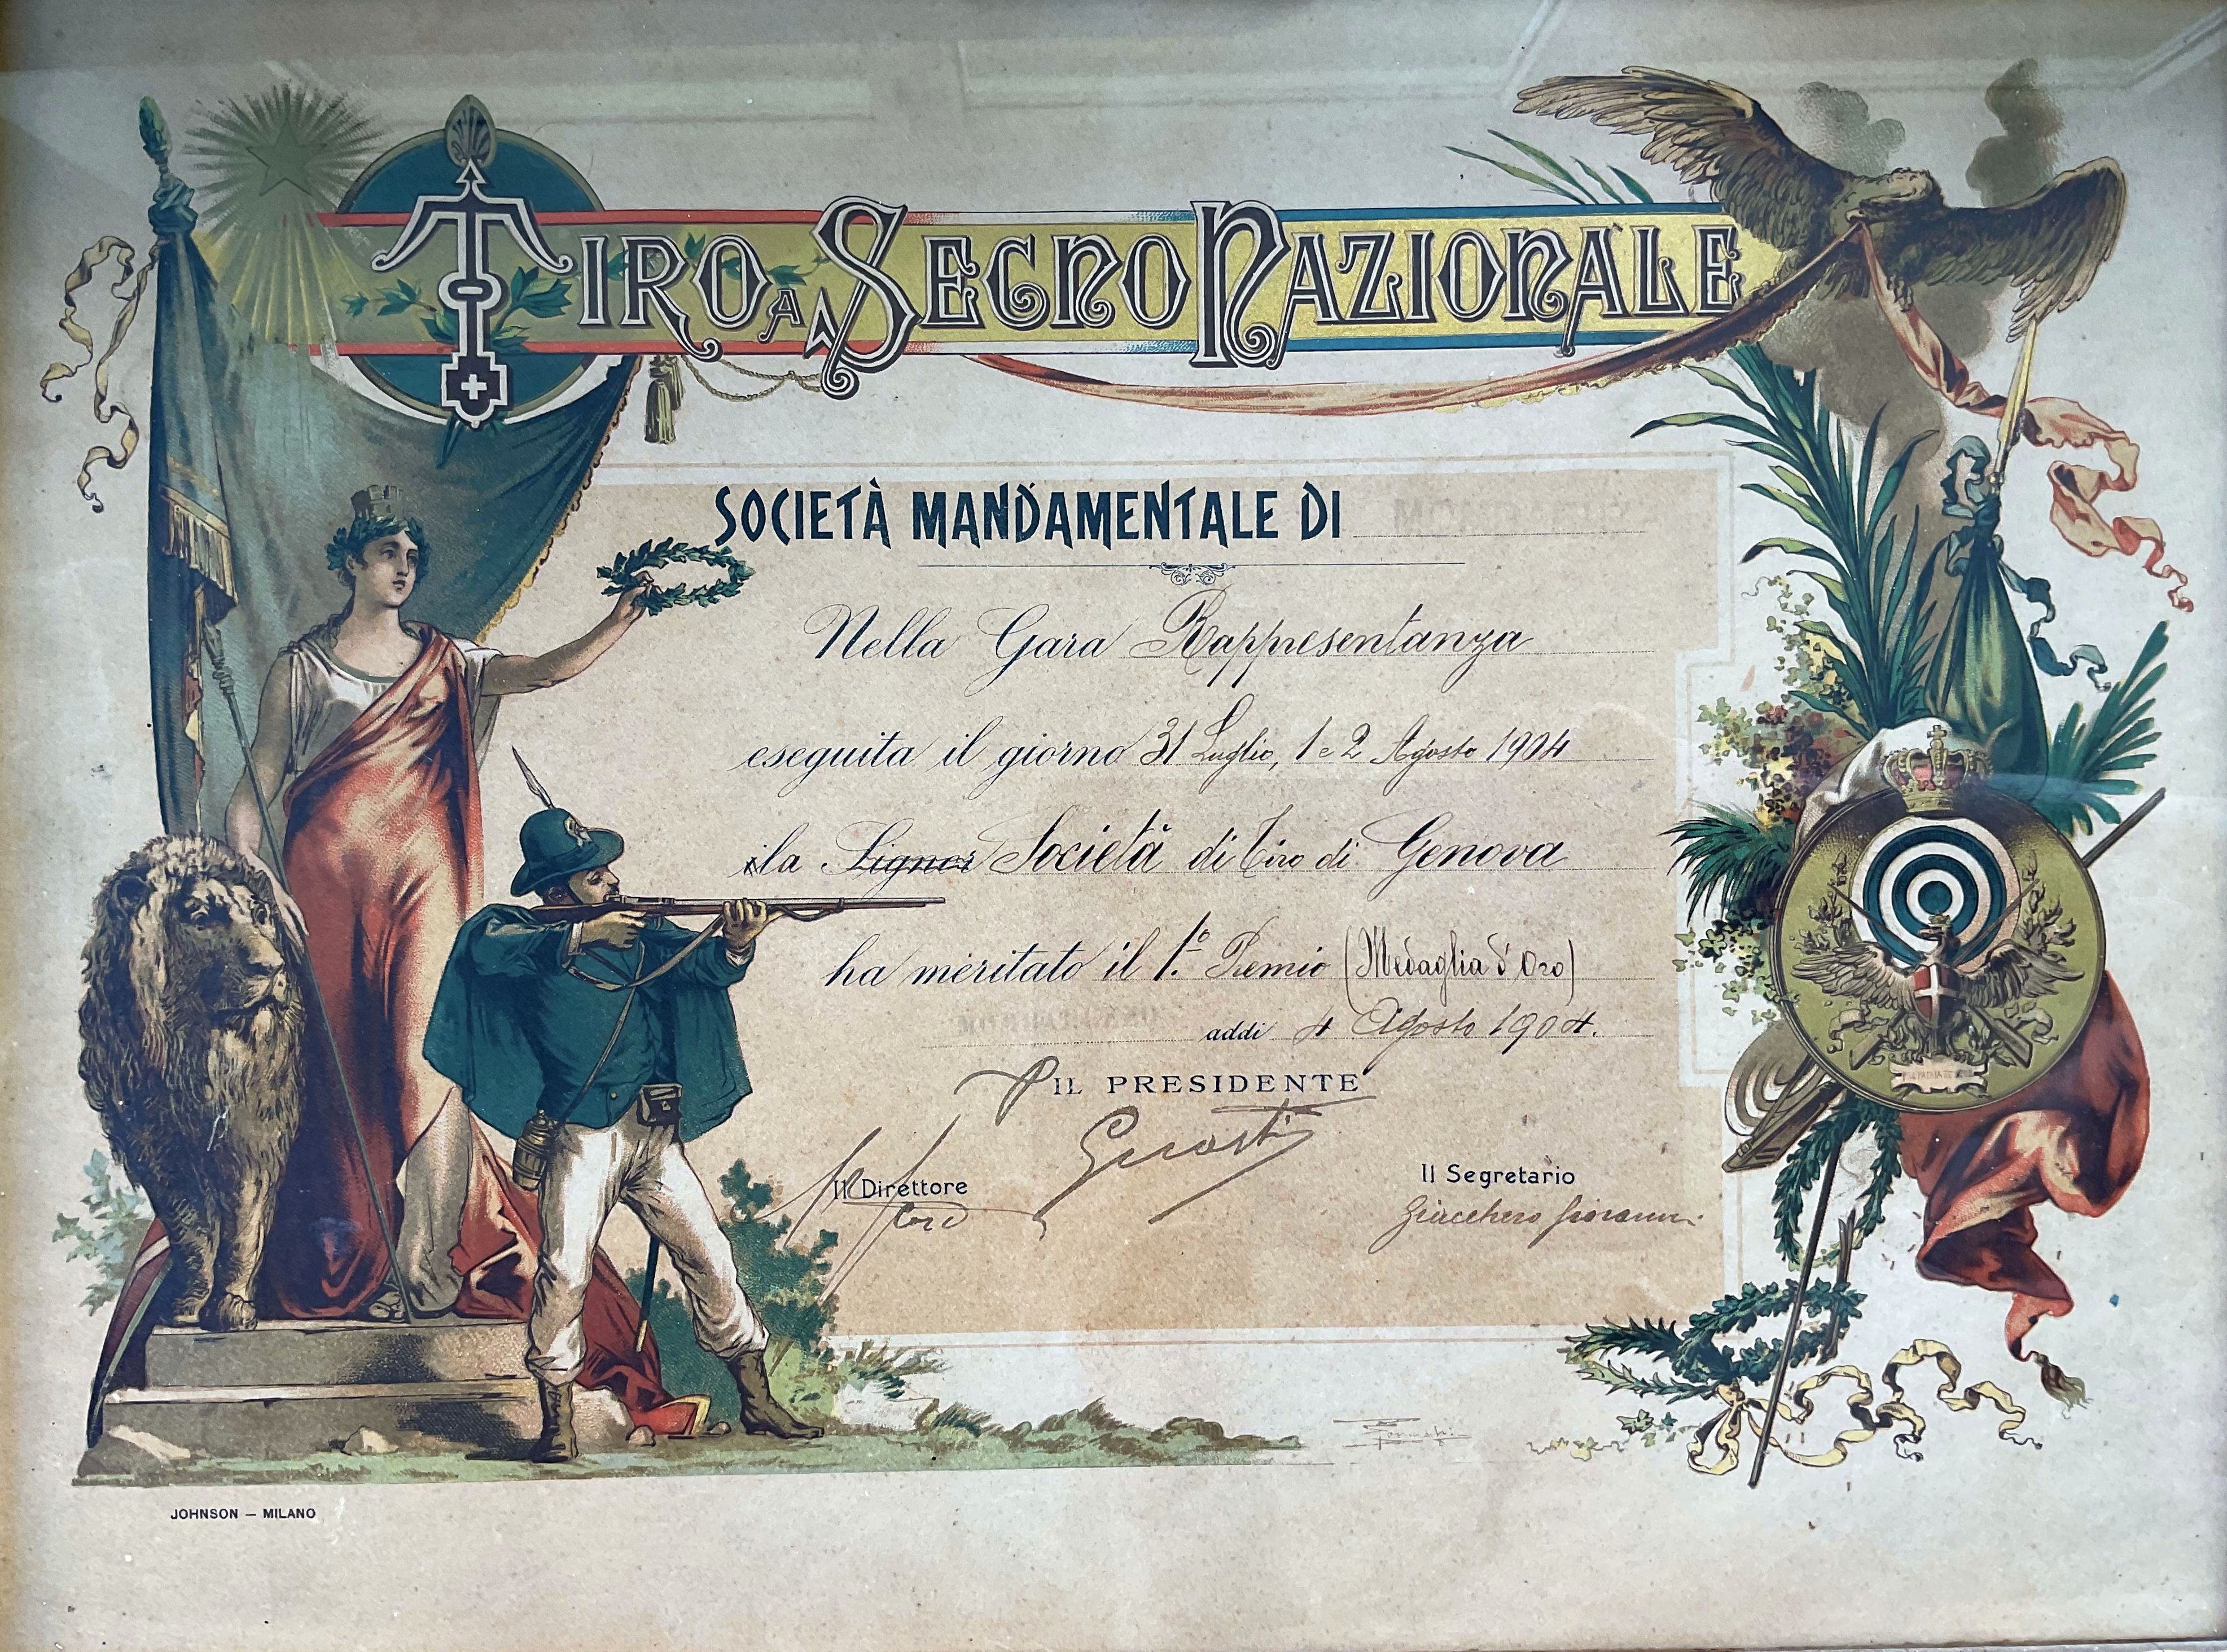 TIRO A SEGNO NAZIONALE
SOCIETÀ MANDAMENTALE DI
Nella Gara Rappresentanza
eseguita il giorno 31 Luglio, 1 e 2 Agosto 1904
la Signor Società di Tiro di Genova
ha meritato il 1.º Premio (Medaglia d'Oro)
addì 4 Agosto 1904.
IL PRESIDENTE
Il Direttore
Il Segretario
Giacchero Giovanni
JOHNSON – MILANO